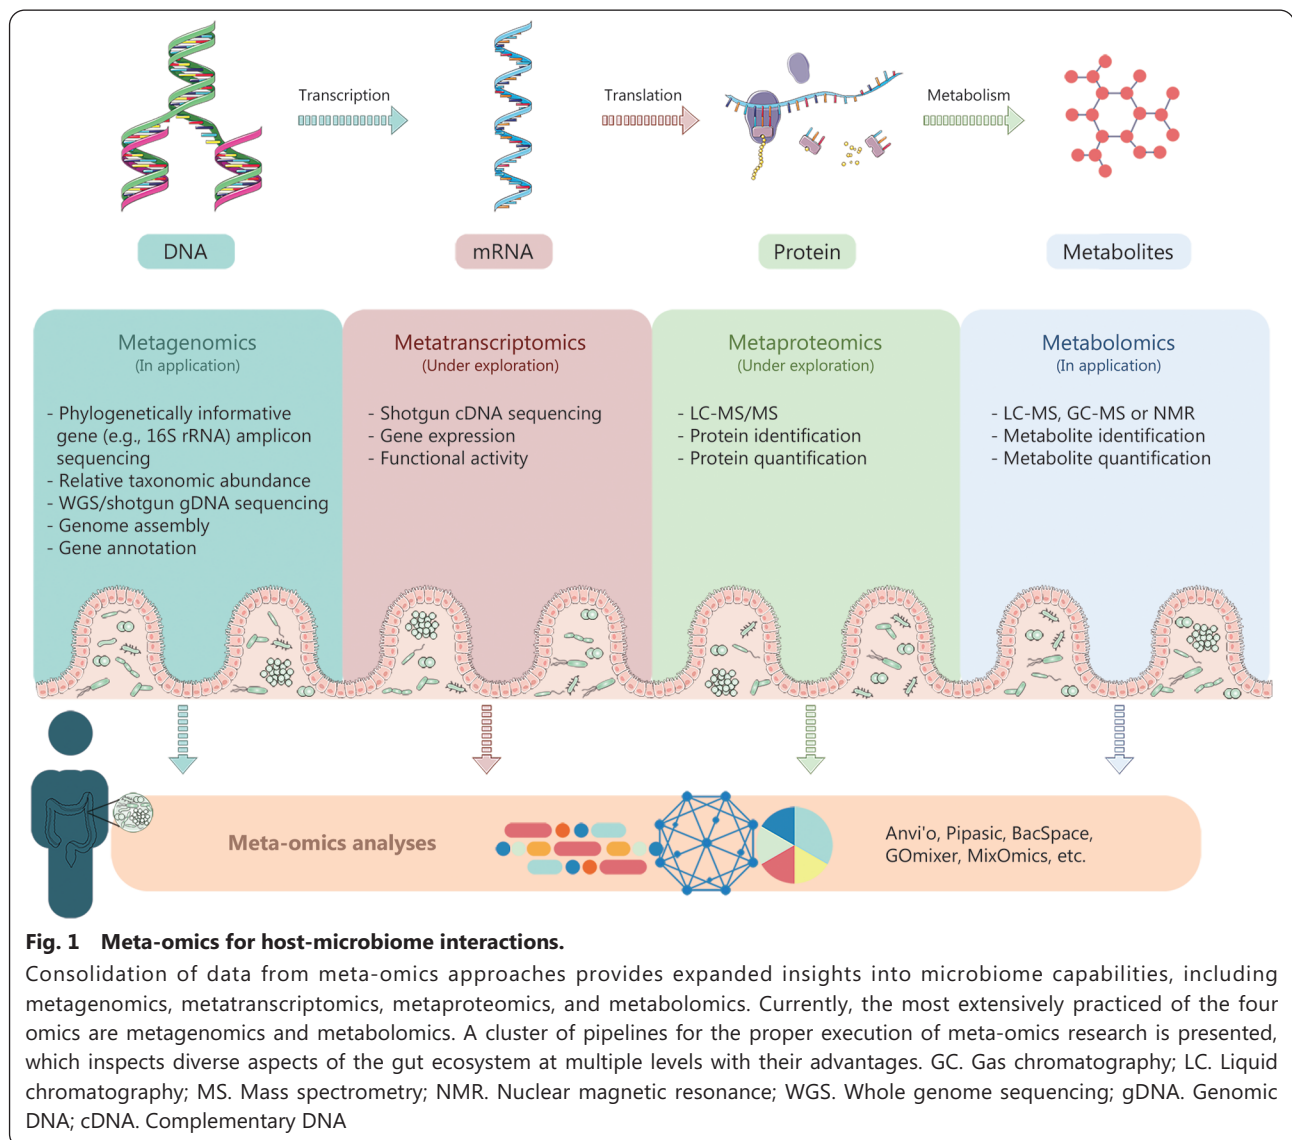 Transcription
Translation
Metabolism
DNA
mRNA
Protein
Metabolites
Metagenomics
(In application)
- Phylogenetically informative
gene (e.g., 16S rRNA) amplicon
sequencing
- Relative taxonomic abundance
- WGS/shotgun gDNA sequencing
- Genome assembly
- Gene annotation
Metatranscriptomics
(Under exploration)
- Shotgun cDNA sequencing
- Gene expression
- Functional activity
Metaproteomics
(Under exploration)
- LC-MS/MS
- Protein identification
- Protein quantification
Metabolomics
(In application)
- LC-MS, GC-MS or NMR
- Metabolite identification
- Metabolite quantification
Meta-omics analyses
Anvi'o, Pipasic, BacSpace,
GOmixer, MixOmics, etc.
Fig. 1 Meta-omics for host-microbiome interactions.
Consolidation of data from meta-omics approaches provides expanded insights into microbiome capabilities, including
metagenomics, metatranscriptomics, metaproteomics, and metabolomics. Currently, the most extensively practiced of the four
omics are metagenomics and metabolomics. A cluster of pipelines for the proper execution of meta-omics research is presented,
which inspects diverse aspects of the gut ecosystem at multiple levels with their advantages. GC. Gas chromatography; LC. Liquid
chromatography; MS. Mass spectrometry; NMR. Nuclear magnetic resonance; WGS. Whole genome sequencing; gDNA. Genomic
DNA; cDNA. Complementary DNA